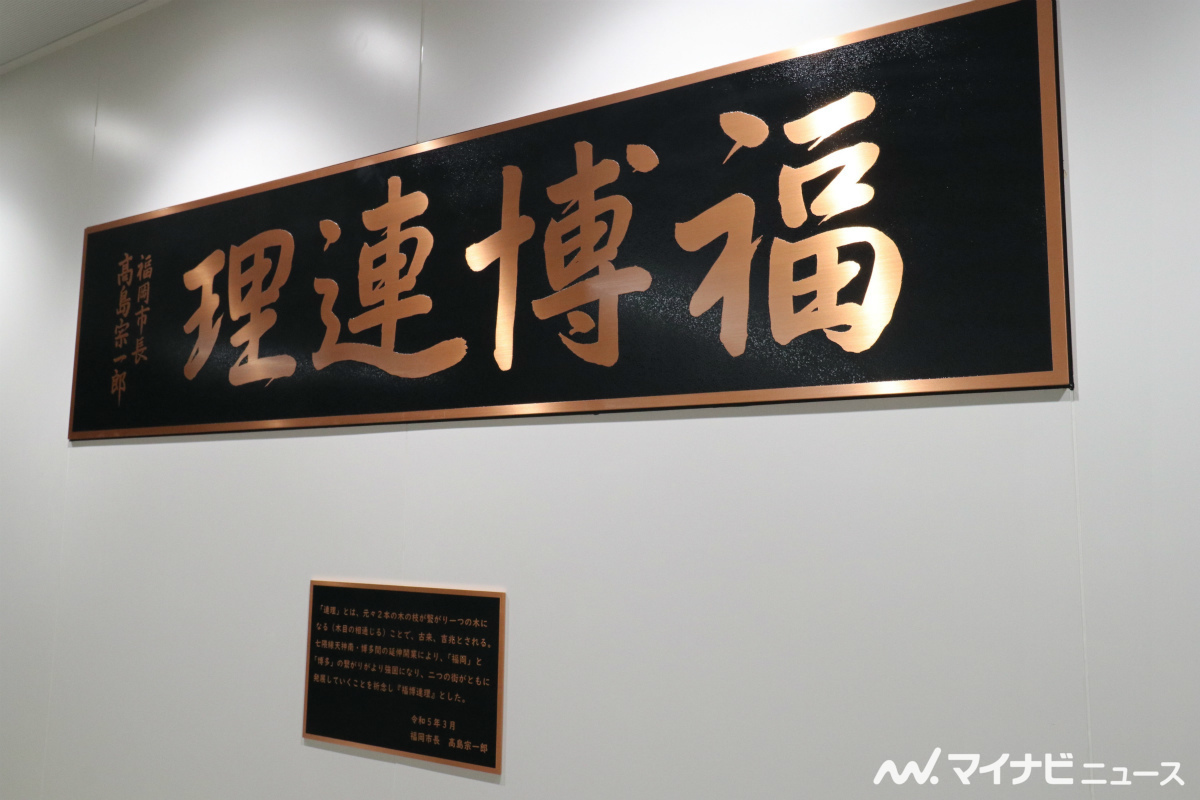 福博連理
福岡市長
髙島宗一郎
「連理」とは、元々2本の木の枝が繋がり一つの木に
なる(木目の相通じる)ことで、古来、吉兆とされる。
七隈線天神南・博多間の延伸開業により、「福岡」と
「博多」の繋がりがより強固になり、二つの街がともに
発展していくことを祈念し『福博連理』とした。
令和5年3月
福岡市長 髙島宗一郎
マイナビニュース